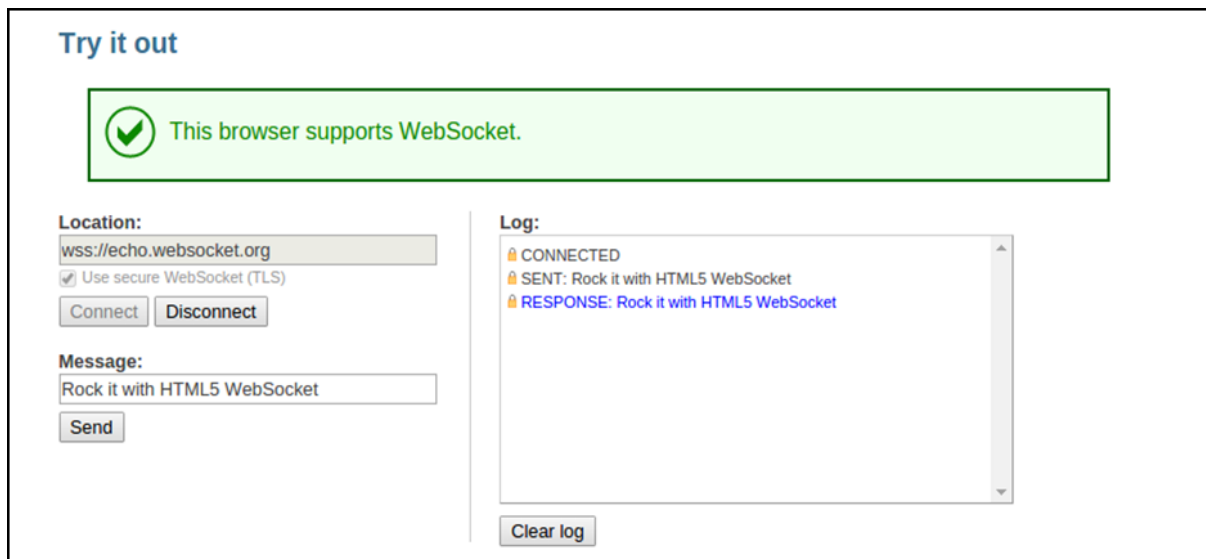 Try it out
This browser supports WebSocket.
Location:
wss://echo.websocket.org
Use secure WebSocket (TLS)
Connect Disconnect
Message:
Rock it with HTML5 WebSocket
Send
Log:
CONNECTED
SENT: Rock it with HTML5 WebSocket
RESPONSE: Rock it with HTML5 WebSocket
Clear log